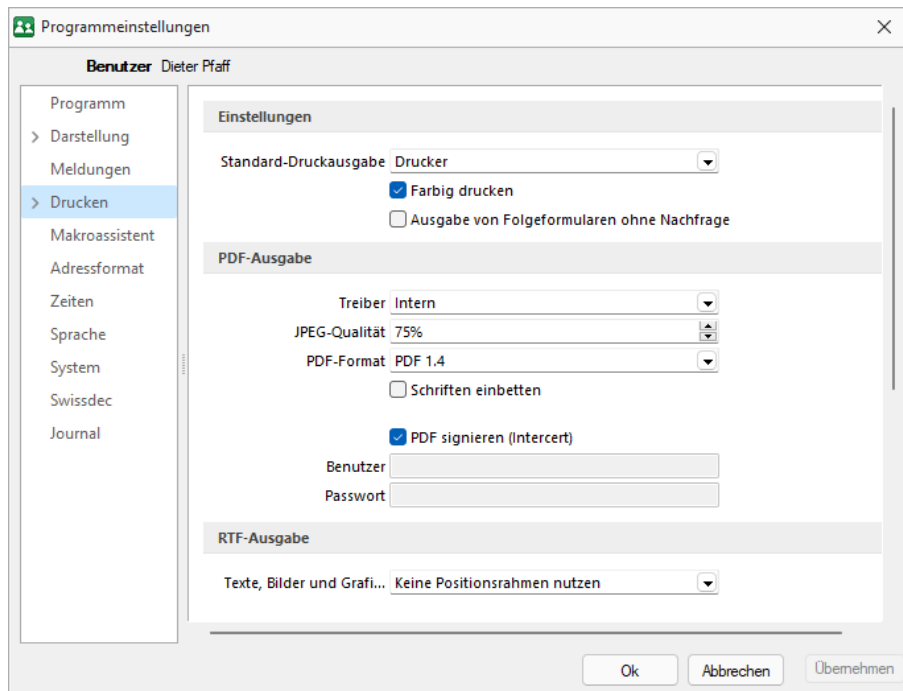 Programmeinstellungen
Benutzer Dieter Pfaff
Programm
Darstellung
Meldungen
Drucken
Makroassistent
Adressformat
Zeiten
Sprache
System
Swissdec
Journal
Einstellungen
Standard-Druckausgabe Drucker
Farbig drucken
Ausgabe von Folgeformularen ohne Nachfrage
PDF-Ausgabe
Treiber Intern
JPEG-Qualität 75%
PDF-Format PDF 1.4
Schriften einbetten
PDF signieren (Intercert)
Benutzer
Passwort
RTF-Ausgabe
Texte, Bilder und Grafi... Keine Positionsrahmen nutzen
Ok Abbrechen Übernehmen